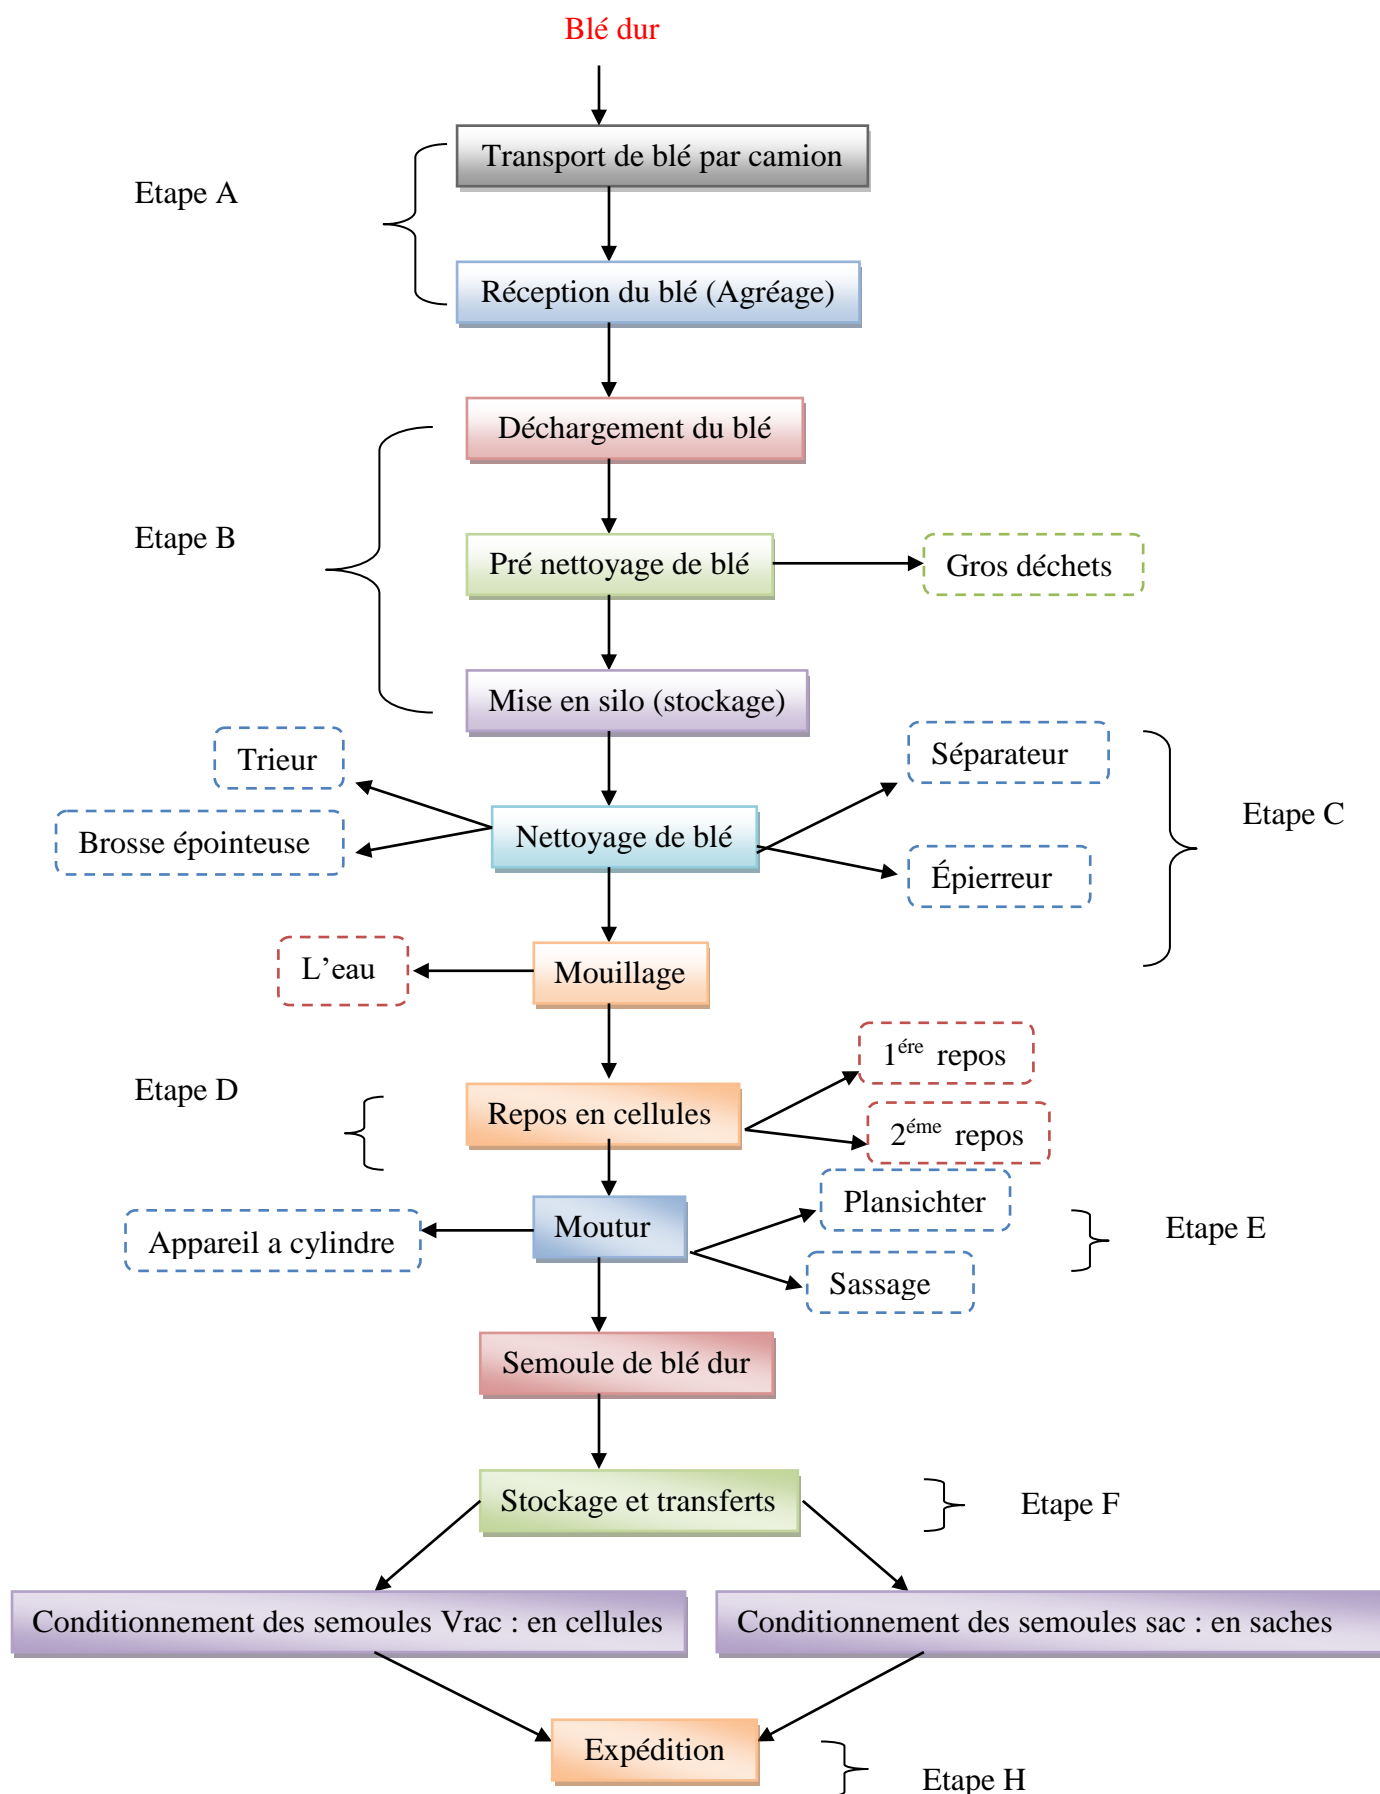 Blé dur
Transport de blé par camion
Etape A
Réception du blé (Agréage)
Déchargement du blé
Etape B
Pré nettoyage de blé
Gros déchets
Mise en silo (stockage)
Trieur
Séparateur
Brosse épointeuse
Nettoyage de blé
Etape C
Épierreur
L’eau
Mouillage
1ére repos
Etape D
Repos en cellules
2éme repos
Plansichter
Appareil a cylindre
Moutur
Etape E
Sassage
Semoule de blé dur
Stockage et transferts
Etape F
Conditionnement des semoules Vrac : en cellules
Conditionnement des semoules sac : en saches
Expédition
Etape H